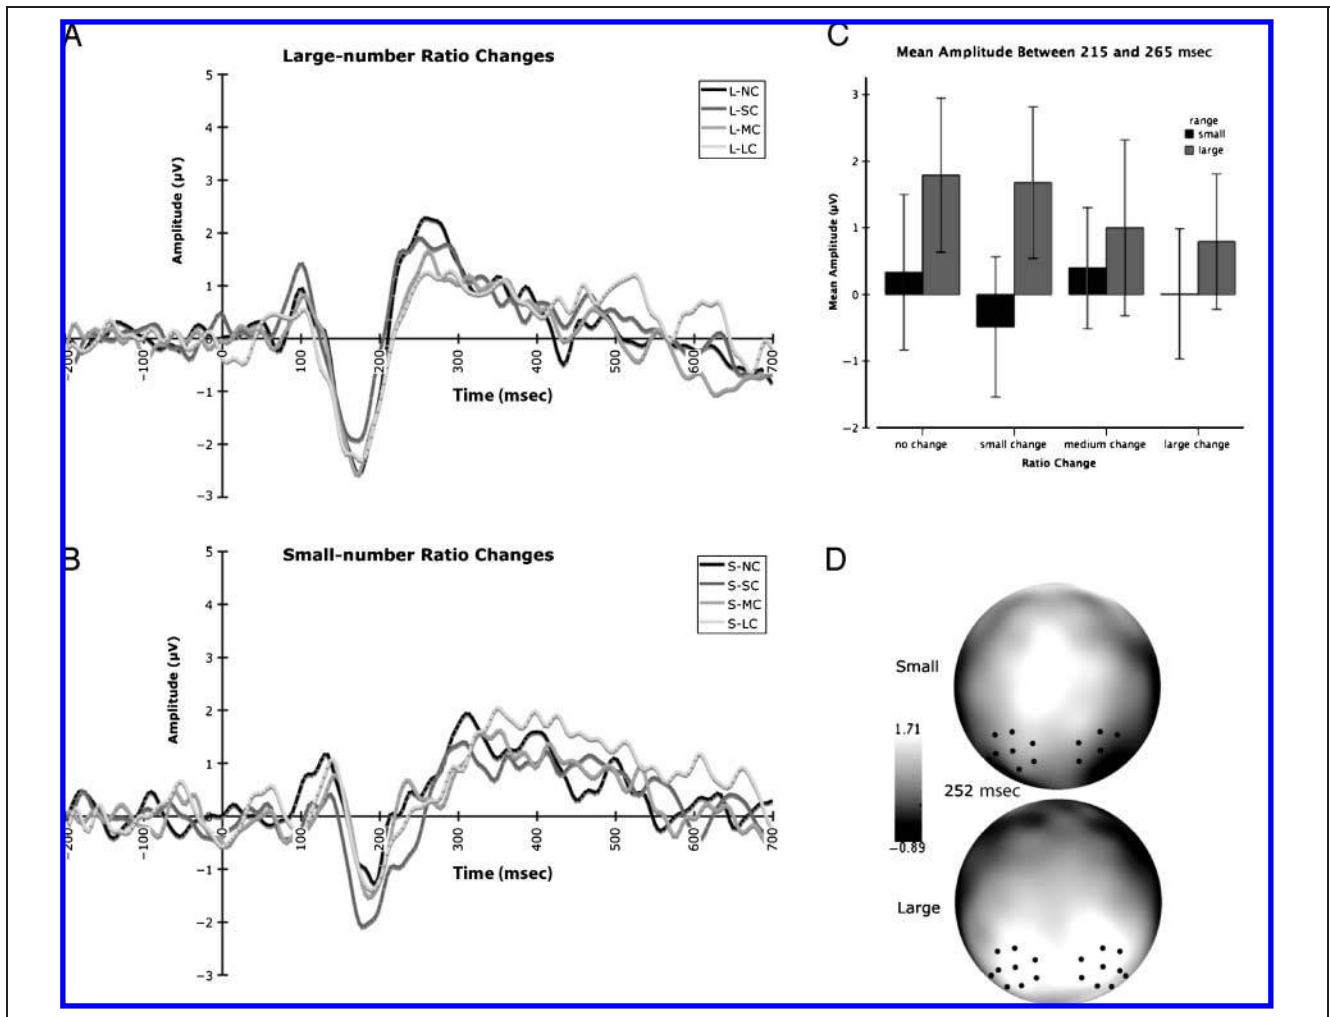 A
Large-number Ratio Changes
Amplitude (µV)
5
4
3
2
1
0
−1
−2
−3
-200
-100
0
100
200
300
400
500
600
700
Time (msec)
L-NC
L-SC
L-MC
L-LC
B
Small-number Ratio Changes
Amplitude (µV)
5
4
3
2
1
0
−1
−2
−3
-200
-100
0
100
200
300
400
500
600
700
Time (msec)
S-NC
S-SC
S-MC
S-LC
C
Mean Amplitude Between 215 and 265 msec
Mean Amplitude (µV)
3
2
1
0
−1
−2
range
small
large
no change small change medium change large change
Ratio Change
D
Small
1.71
252 msec
−0.89
Large